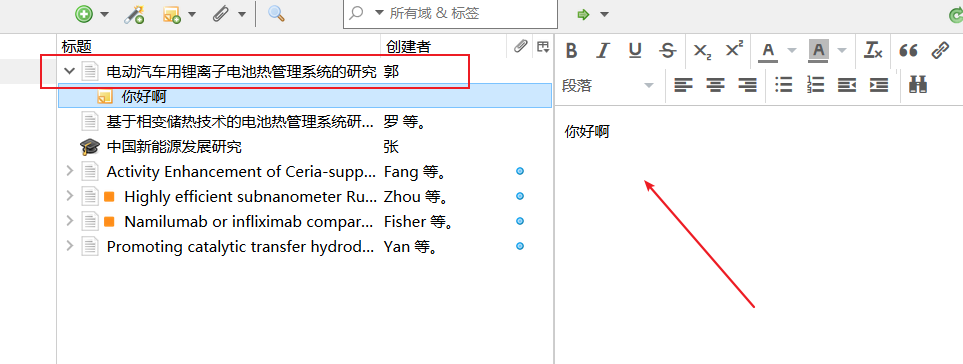 所有域 & 标签
标题 创建者
电动汽车用锂离子电池热管理系统的研究 郭
你好啊
基于相变储热技术的电池热管理系统研... 罗 等。
中国新能源发展研究 张
Activity Enhancement of Ceria-supp... Fang 等。
Highly efficient subnanometer Ru... Zhou 等。
Namilumab or infliximab compar... Fisher 等。
Promoting catalytic transfer hydrod... Yan 等。
B I U S X₂ X² A A Tx
段落
你好啊